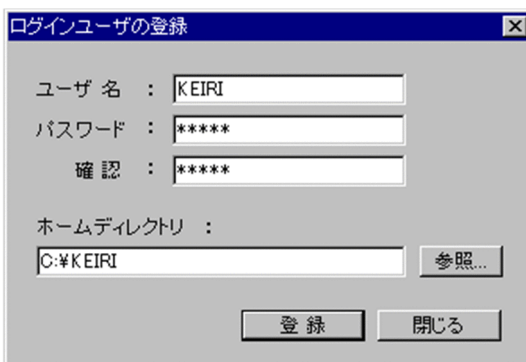 ログインユーザの登録
ユーザ名 : KEIRI
パスワード : *****
確認 : *****
ホームディレクトリ :
C:¥KEIRI 参照...
登録 閉じる